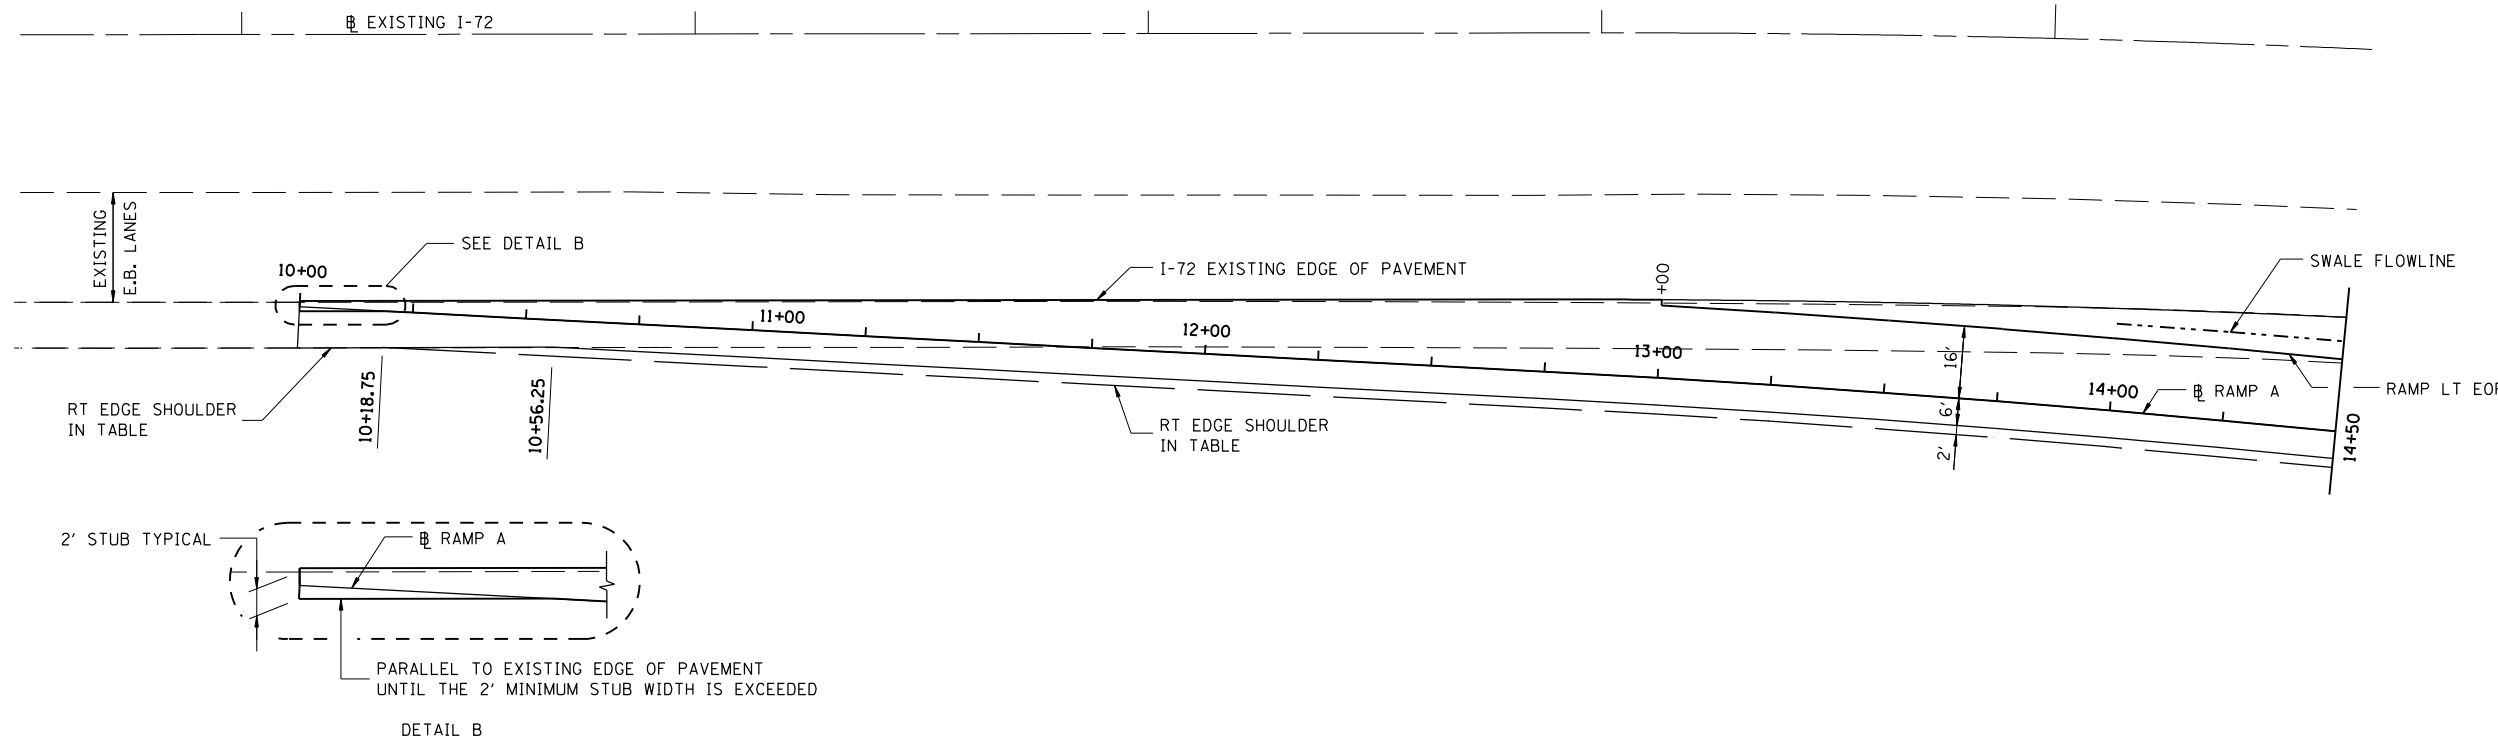 BL EXISTING I-72
EXISTING
E.B. LANES
SEE DETAIL B
10+00
I-72 EXISTING EDGE OF PAVEMENT
+00
SWALE FLOWLINE
11+00
12+00
13+00
14+00
16'
6'
2'
BL RAMP A
RAMP LT EOP
14+50
RT EDGE SHOULDER
IN TABLE
10+18.75
10+56.25
RT EDGE SHOULDER
IN TABLE
2' STUB TYPICAL
BL RAMP A
PARALLEL TO EXISTING EDGE OF PAVEMENT
UNTIL THE 2' MINIMUM STUB WIDTH IS EXCEEDED
DETAIL B